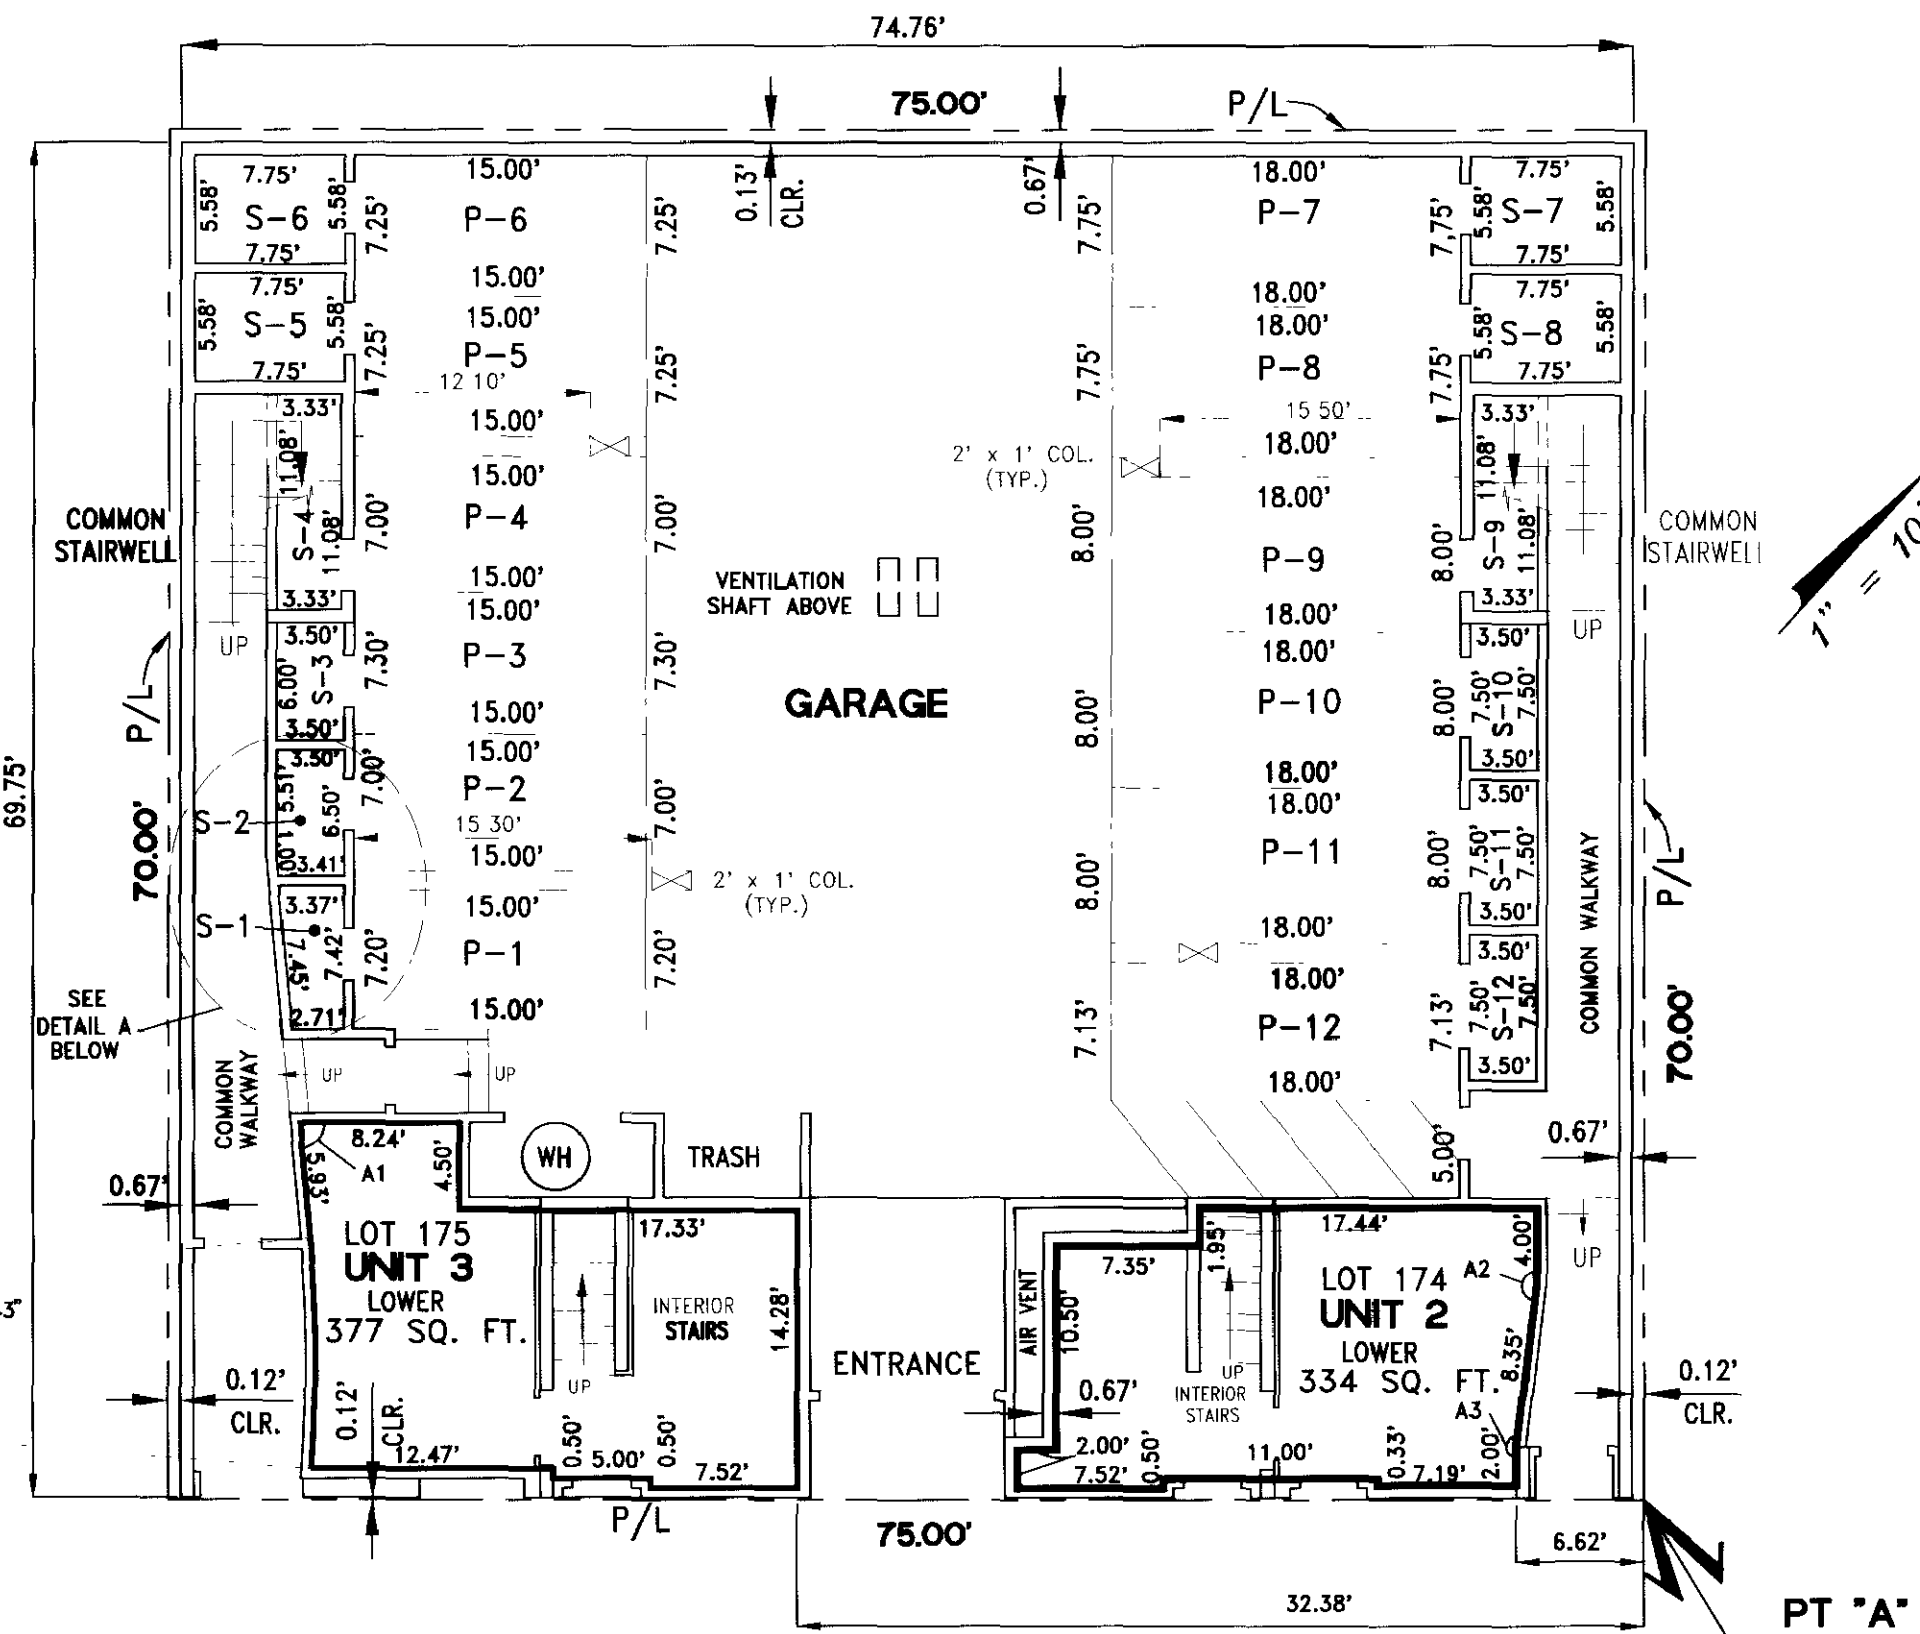 74.76'
75.00'
P/L
0.13'
CLR.
0.67'
7.75'
5.58'
S-6
5.58'
7.75'
7.75'
5.58'
S-5
5.58'
7.75'
15.00'
7.25'
P-6
7.25'
15.00'
15.00'
7.25'
P-5
7.25'
12 10'
15.00'
15.00'
7.00'
P-4
7.00'
15.00'
15.00'
7.30'
P-3
7.30'
15.00'
15.00'
7.00'
P-2
7.00'
15 30'
15.00'
15.00'
7.20'
P-1
7.20'
15.00'
18.00'
7.75'
P-7
7,75'
18.00'
18.00'
7.75'
P-8
7.75'
15 50'
18.00'
18.00'
8.00'
P-9
8.00'
18.00'
18.00'
8.00'
P-10
8.00'
18.00'
18.00'
8.00'
P-11
8.00'
18.00'
18.00'
7.13'
P-12
7.13'
18.00'
7.75'
5.58'
S-7
5.58'
7.75'
7.75'
5.58'
S-8
5.58'
7.75'
3.33'
11.08'
S-4
11.08'
3.33'
3.50'
6.00'
S-3
3.50'
3.50'
5.51'
S-2
6.50'
1.00'
3.41'
3.37'
S-1
7.42'
7.45'
2.71'
3.33'
11.08'
S-9
11.08'
3.33'
3.50'
7.50'
S-10
7.50'
3.50'
3.50'
7.50'
S-11
7.50'
3.50'
3.50'
7.50'
S-12
7.50'
3.50'
COMMON
STAIRWELL
UP
COMMON
STAIRWELL
UP
1" = 10'
2' x 1' COL.
(TYP.)
VENTILATION
SHAFT ABOVE
GARAGE
2' x 1' COL.
(TYP.)
P/L
69.75'
70.00'
SEE
DETAIL A
BELOW
COMMON
WALKWAY
UP
UP
COMMON WALKWAY
P/L
70.00'
5.00'
0.67'
UP
0.67'
8.24'
5.93'
A1
4.50'
WH
TRASH
LOT 175
UNIT 3
LOWER
377 SQ. FT.
17.33'
INTERIOR
STAIRS
14.28'
UP
0.12'
CLR.
0.12'
CLR.
12.47'
0.50'
5.00'
0.50'
7.52'
ENTRANCE
AIR VENT
7.35'
1.95'
17.44'
4.00'
10.50'
LOT 174
UNIT 2
LOWER
334 SQ. FT.
A2
8.35'
A3
UP
INTERIOR
STAIRS
0.67'
2.00'
7.52'
0.50'
11.00'
0.33'
7.19'
2.00'
0.12'
CLR.
P/L
75.00'
6.62'
32.38'
PT "A"